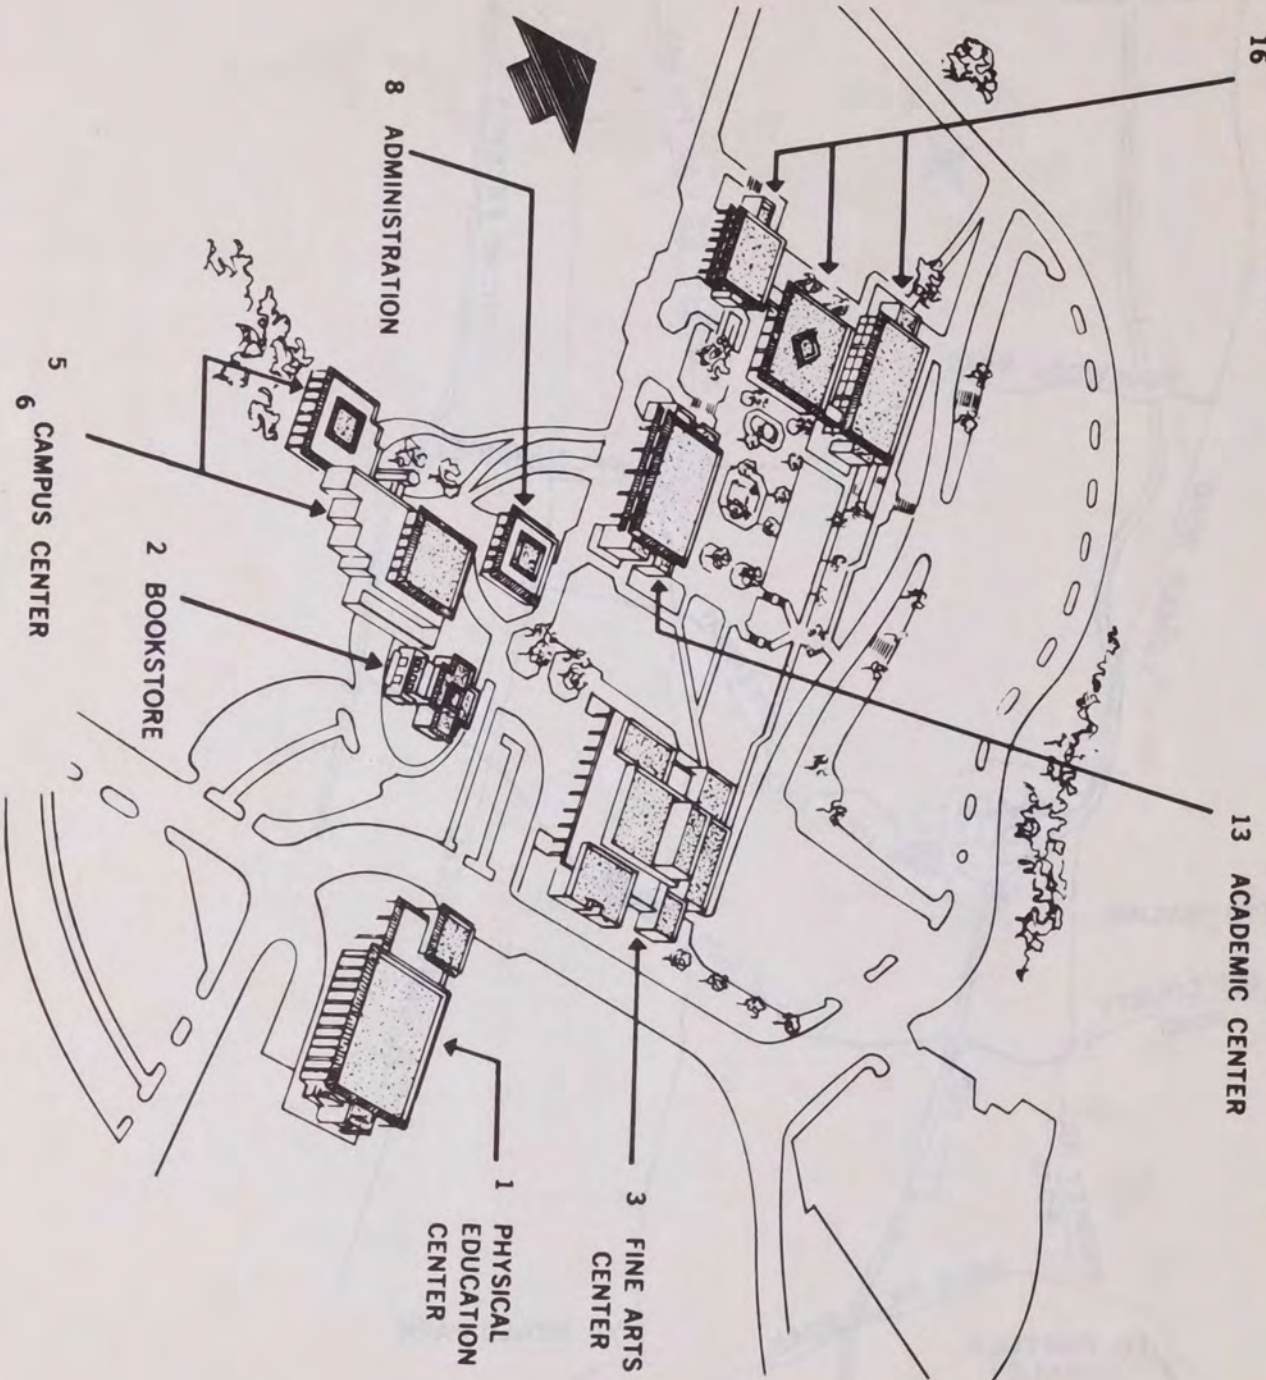 16
13 ACADEMIC CENTER
8 ADMINISTRATION
5
6 CAMPUS CENTER
2 BOOKSTORE
3 FINE ARTS
CENTER
1 PHYSICAL
EDUCATION
CENTER